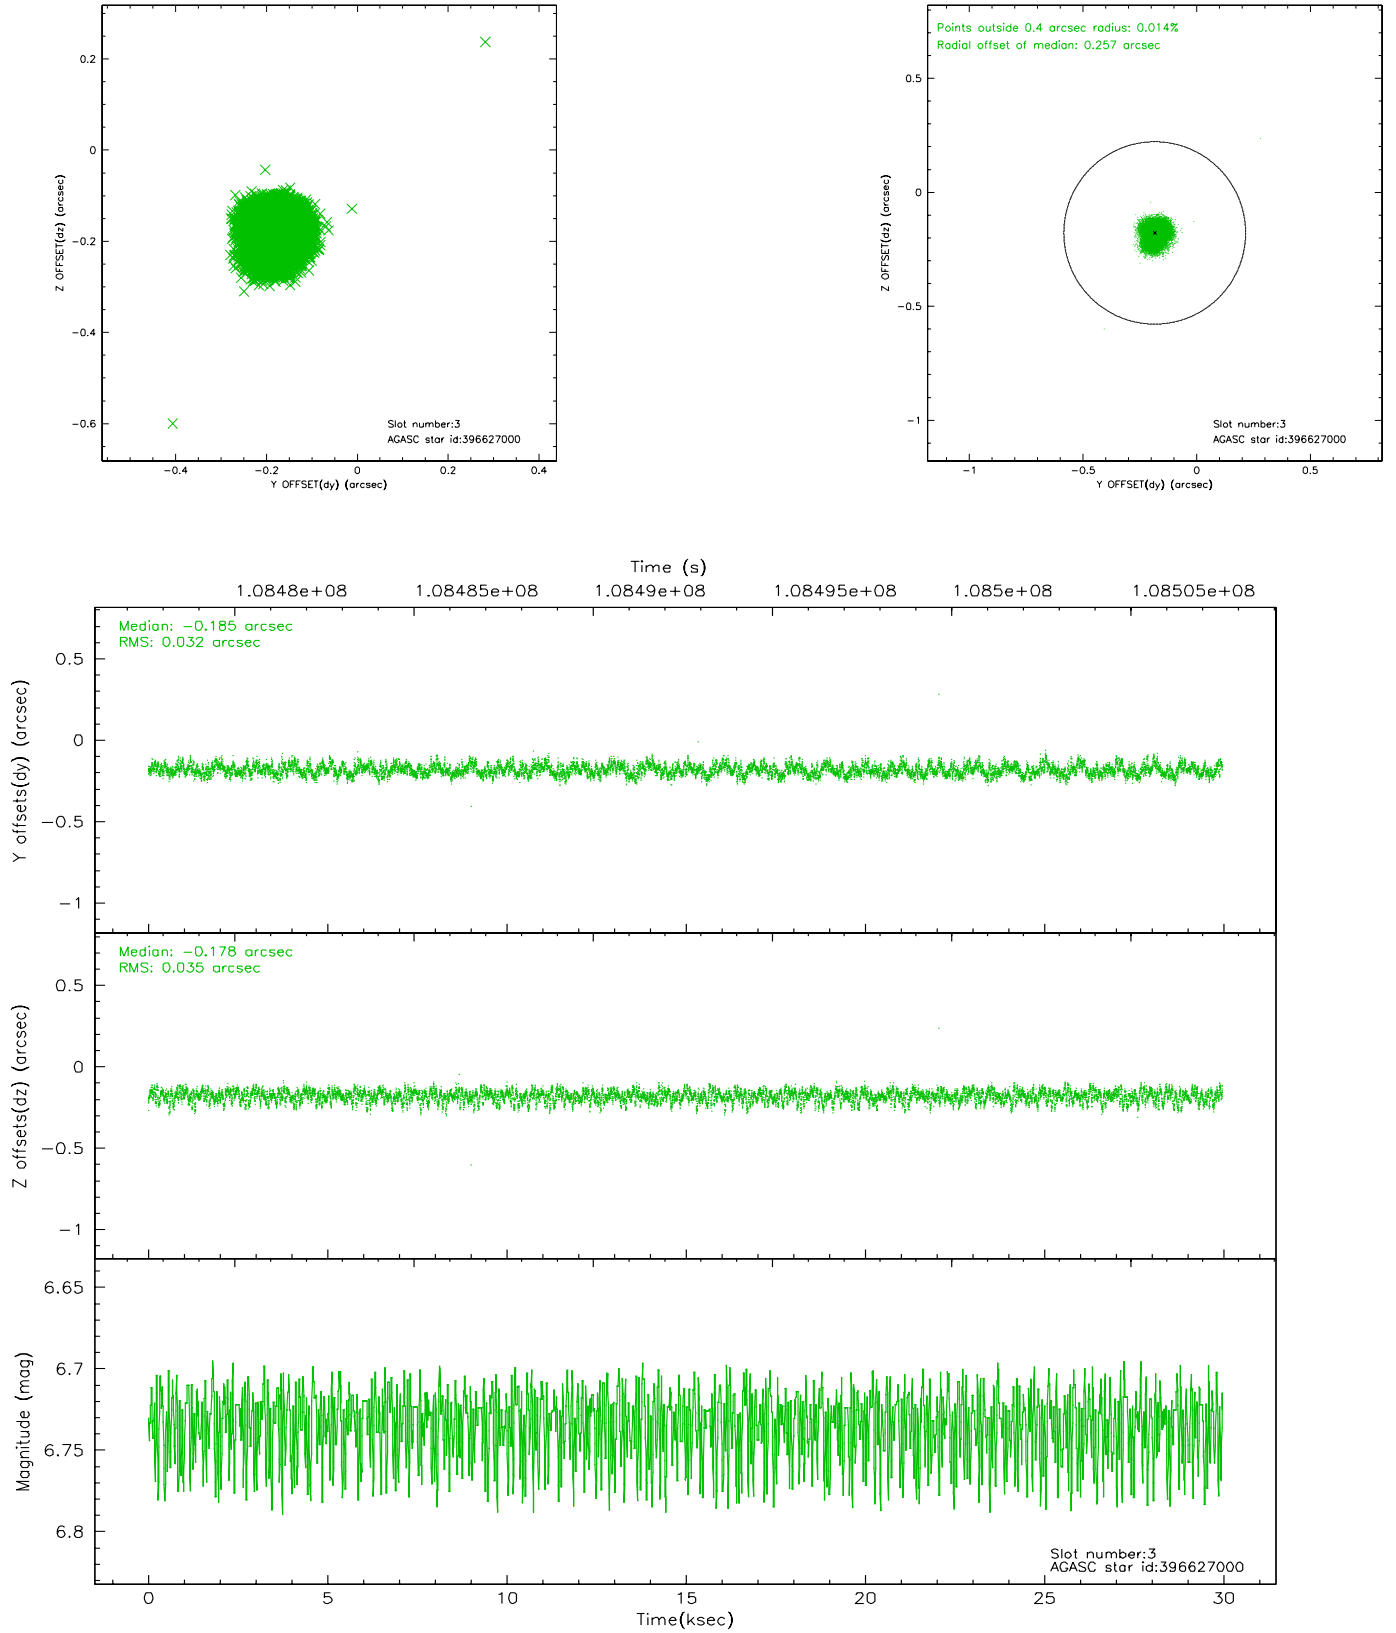 0.2
0
−0.2
−0.4
−0.6
Z OFFSET(dz) (arcsec)
Slot number:3
AGASC star id:396627000
−0.4
−0.2
0
0.2
0.4
Y OFFSET(dy) (arcsec)
Points outside 0.4 arcsec radius: 0.014%
Radial offset of median: 0.257 arcsec
0.5
0
−0.5
−1
Z OFFSET(dz) (arcsec)
Slot number:3
AGASC star id:396627000
−1
−0.5
0
0.5
Y OFFSET(dy) (arcsec)
Time (s)
1.0848e+08
1.08485e+08
1.0849e+08
1.08495e+08
1.085e+08
1.08505e+08
Median: −0.185 arcsec
RMS: 0.032 arcsec
0.5
0
−0.5
−1
Y offsets(dy) (arcsec)
Median: −0.178 arcsec
RMS: 0.035 arcsec
0.5
0
−0.5
−1
Z offsets(dz) (arcsec)
6.65
6.7
6.75
6.8
Magnitude (mag)
Slot number:3
AGASC star id:396627000
0
5
10
15
20
25
30
Time(ksec)